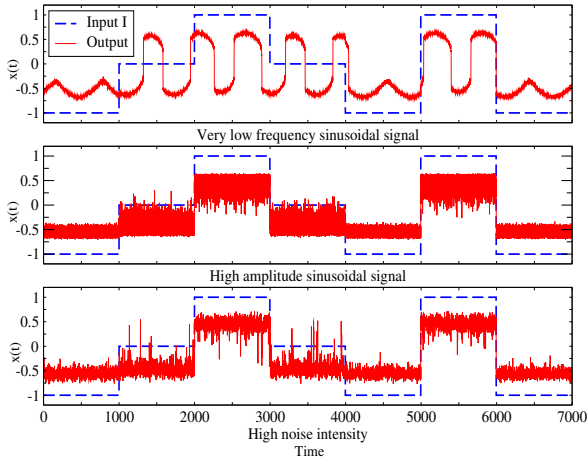 Input I
Output
1
0.5
0
-0.5
-1
x(t)
Very low frequency sinusoidal signal
1
0.5
0
-0.5
-1
x(t)
High amplitude sinusoidal signal
1
0.5
0
-0.5
-1
x(t)
0 1000 2000 3000 4000 5000 6000 7000
High noise intensity
Time